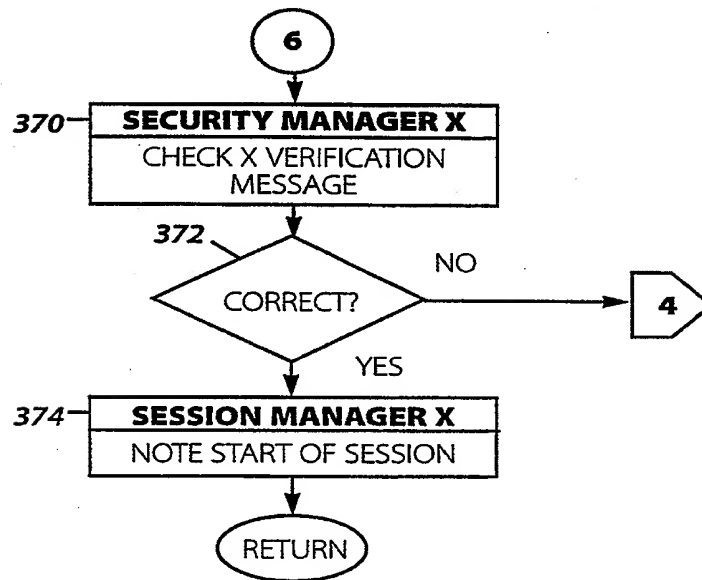 6
370
SECURITY MANAGER X
CHECK X VERIFICATION
MESSAGE
372
CORRECT?
NO
4
YES
374
SESSION MANAGER X
NOTE START OF SESSION
RETURN